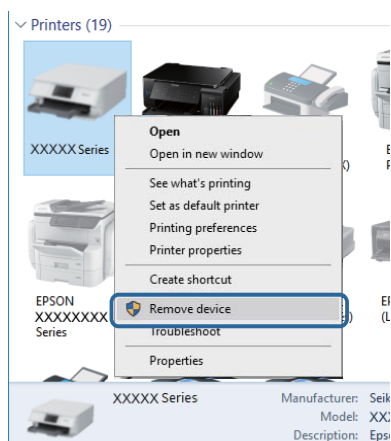 Printers (19)
XXXXX Series
Open
Open in new window
See what's printing
Set as default printer
Printing preferences
Printer properties
Create shortcut
Remove device
Troubleshoot
Properties
EPSON
XXXXXXXX
Series
XXXXX Series
Manufacturer:
Model:
Description: